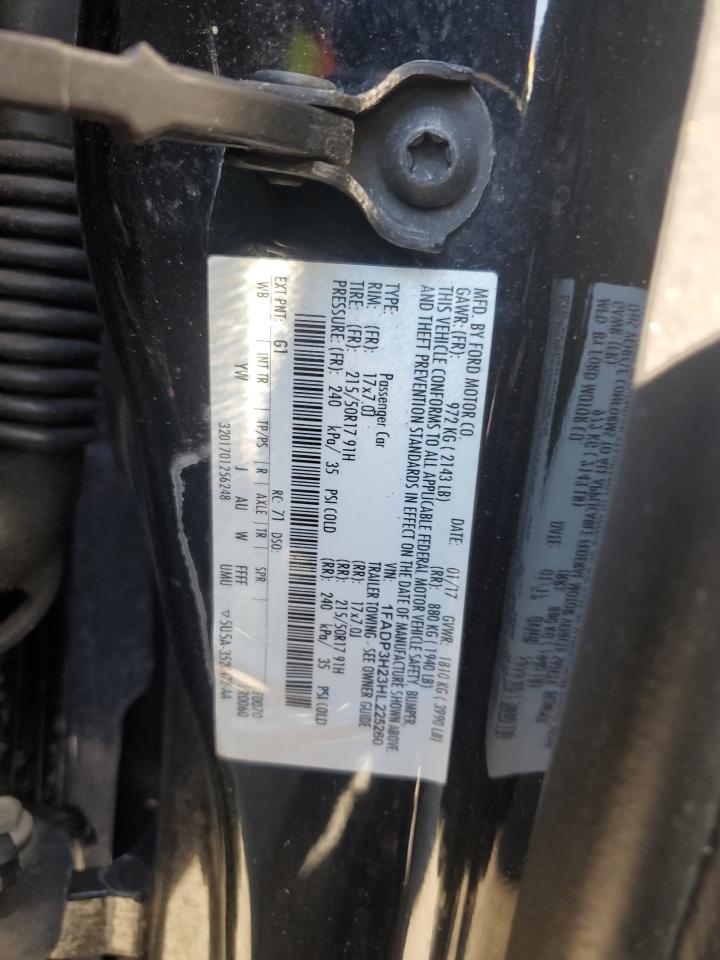 MFD. BY FORD MOTOR CO.
DATE: 01/17 GVWR: 1810 KG ( 3990 LB)
GAWR: (FR): 972 KG ( 2143 LB) (RR): 880 KG ( 1940 LB)
THIS VEHICLE CONFORMS TO ALL APPLICABLE FEDERAL MOTOR VEHICLE SAFETY, BUMPER,
AND THEFT PREVENTION STANDARDS IN EFFECT ON THE DATE OF MANUFACTURE SHOWN ABOVE.
VIN: 1FADP3H23HL225260
TYPE: Passenger Car TRAILER TOWING - SEE OWNER GUIDE
RIM: (FR): 17x7.0J (RR): 17x7.0J
TIRE: (FR): 215/50R17 91H (RR): 215/50R17 91H
PRESSURE: (FR): 240 kPa/ 35 PSI COLD (RR): 240 kPa/ 35 PSI COLD
EXT PNT: G1 RC: 71 DSO: F0070
WB INT TR TP/PS R AXLE TR SPR 20060
YW J AU W FFFF UMU
3201701256248